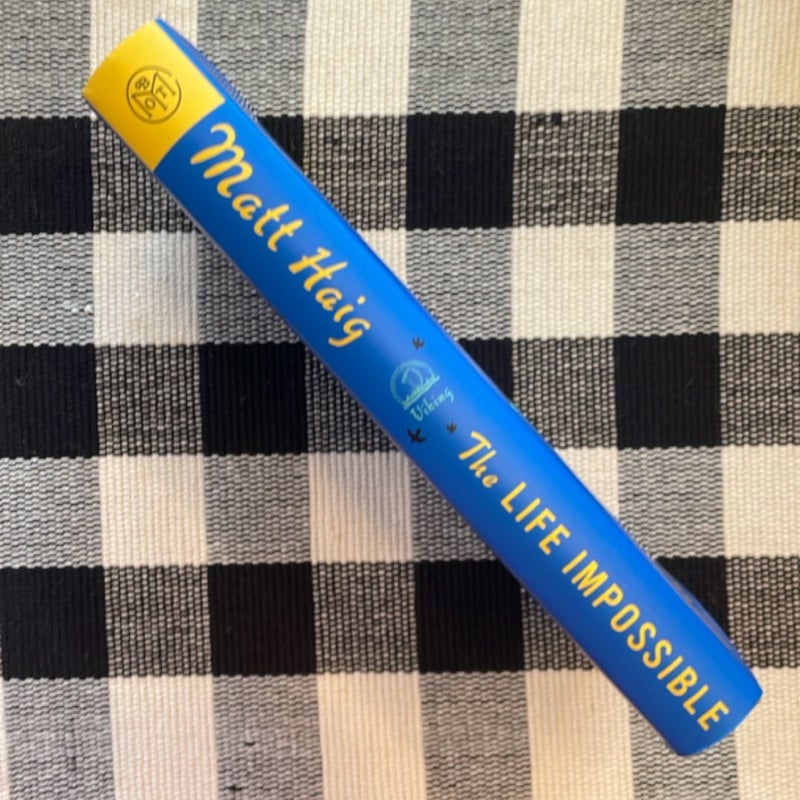 Matt Haig
Viking
The LIFE IMPOSSIBLE